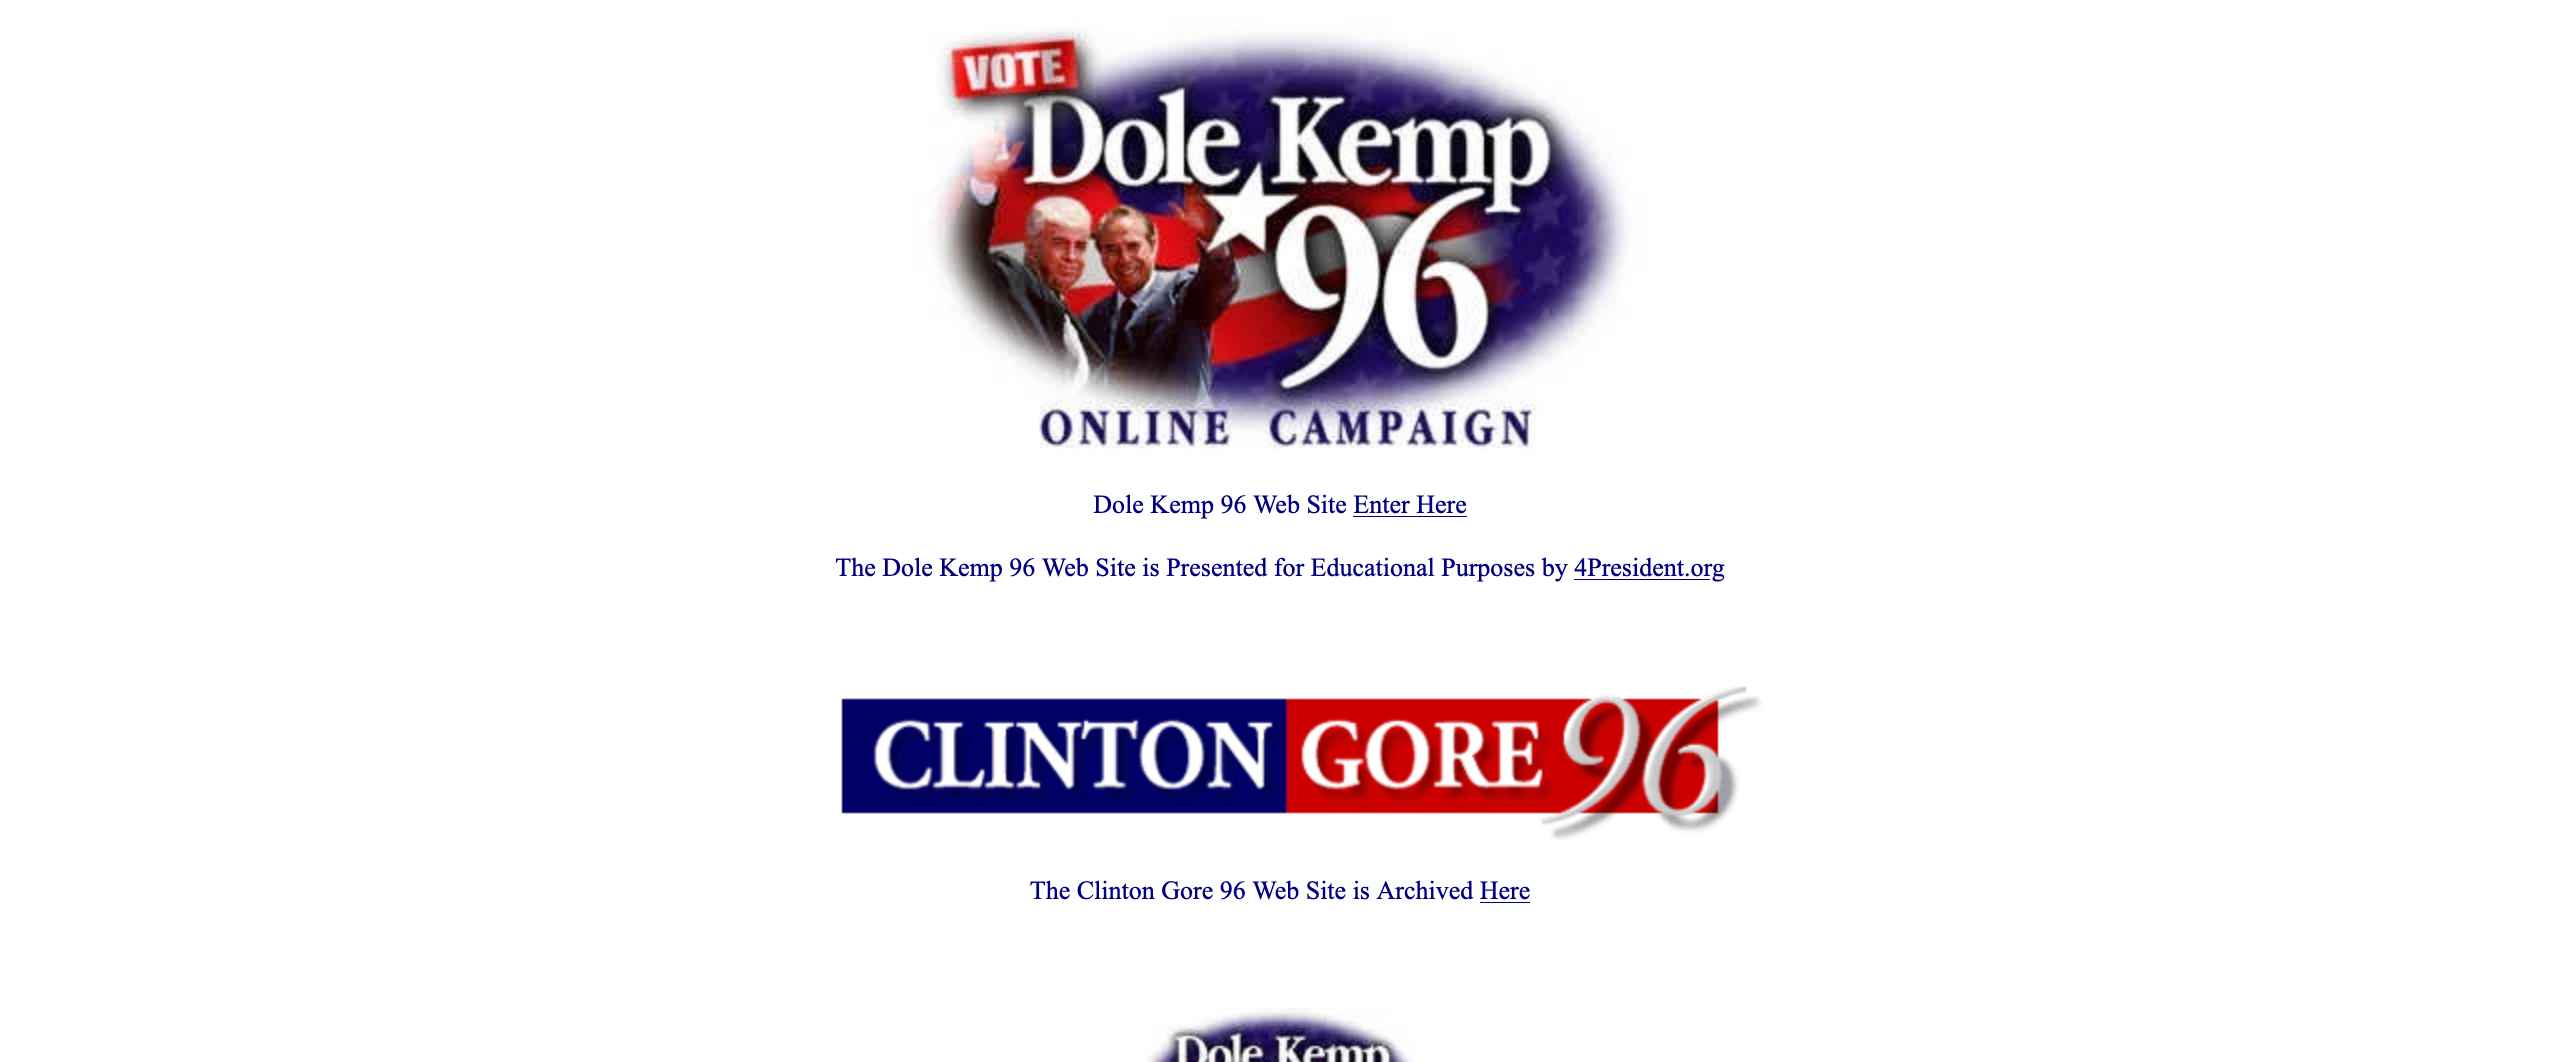 VOTE
Dole Kemp
96
ONLINE CAMPAIGN
Dole Kemp 96 Web Site Enter Here
The Dole Kemp 96 Web Site is Presented for Educational Purposes by 4President.org
CLINTON GORE 96
The Clinton Gore 96 Web Site is Archived Here
Dole Kemp